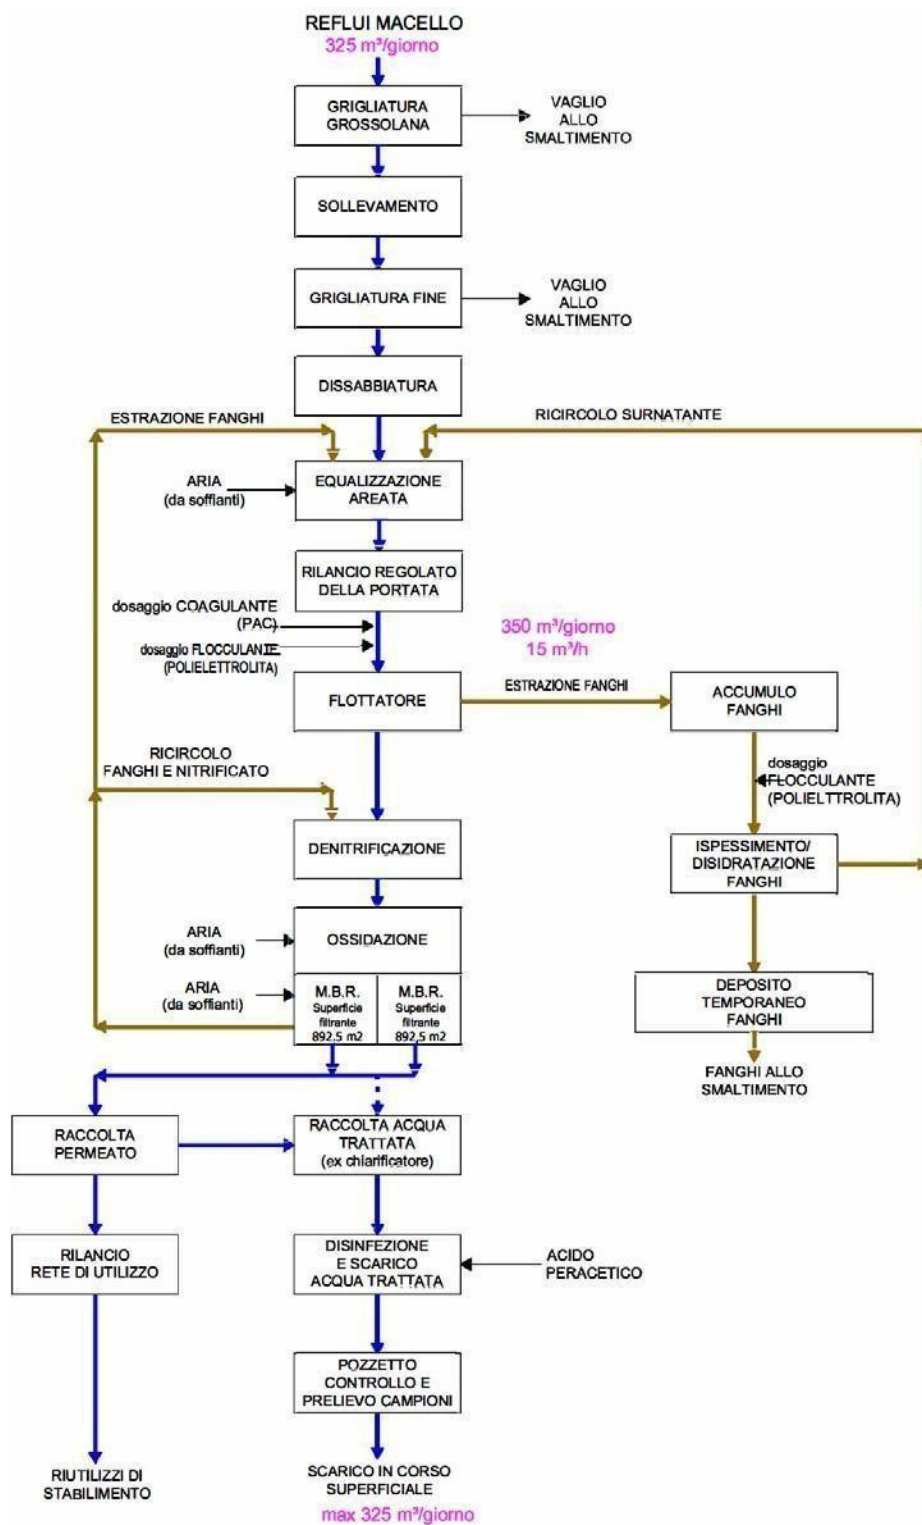 REFLUI MACELLO
325 m³/giorno
GRIGLIATURA
GROSSOLANA
VAGLIO
ALLO
SMALTIMENTO
SOLLEVAMENTO
GRIGLIATURA FINE
VAGLIO
ALLO
SMALTIMENTO
DISSABBIATURA
ESTRAZIONE FANGHI
RICIRCOLO SURNATANTE
ARIA
(da soffianti)
EQUALIZZAZIONE
AREATA
RILANCIO REGOLATO
DELLA PORTATA
dosaggio COAGULANTE
(PAC)
dosaggio FLOCCULANTE
(POLIELETTROLITA)
350 m³/giorno
15 m³/h
FLOTTATORE
ESTRAZIONE FANGHI
ACCUMULO
FANGHI
RICIRCOLO
FANGHI E NITRIFICATO
dosaggio
FLOCCULANTE
(POLIELTTROLITA)
DENITRIFICAZIONE
ISPESSIMENTO/
DISIDRATAZIONE
FANGHI
ARIA
(da soffianti)
OSSIDAZIONE
ARIA
(da soffianti)
M.B.R.
Superficie
filtrante
892.5 m2
M.B.R.
Superficie
filtrante
892,5 m2
DEPOSITO
TEMPORANEO
FANGHI
FANGHI ALLO
SMALTIMENTO
RACCOLTA
PERMEATO
RACCOLTA ACQUA
TRATTATA
(ex chiarificatore)
RILANCIO
RETE DI UTILIZZO
DISINFEZIONE
E SCARICO
ACQUA TRATTATA
ACIDO
PERACETICO
POZZETTO
CONTROLLO E
PRELIEVO CAMPIONI
RIUTILIZZI DI
STABILIMENTO
SCARICO IN CORSO
SUPERFICIALE
max 325 m³/giorno